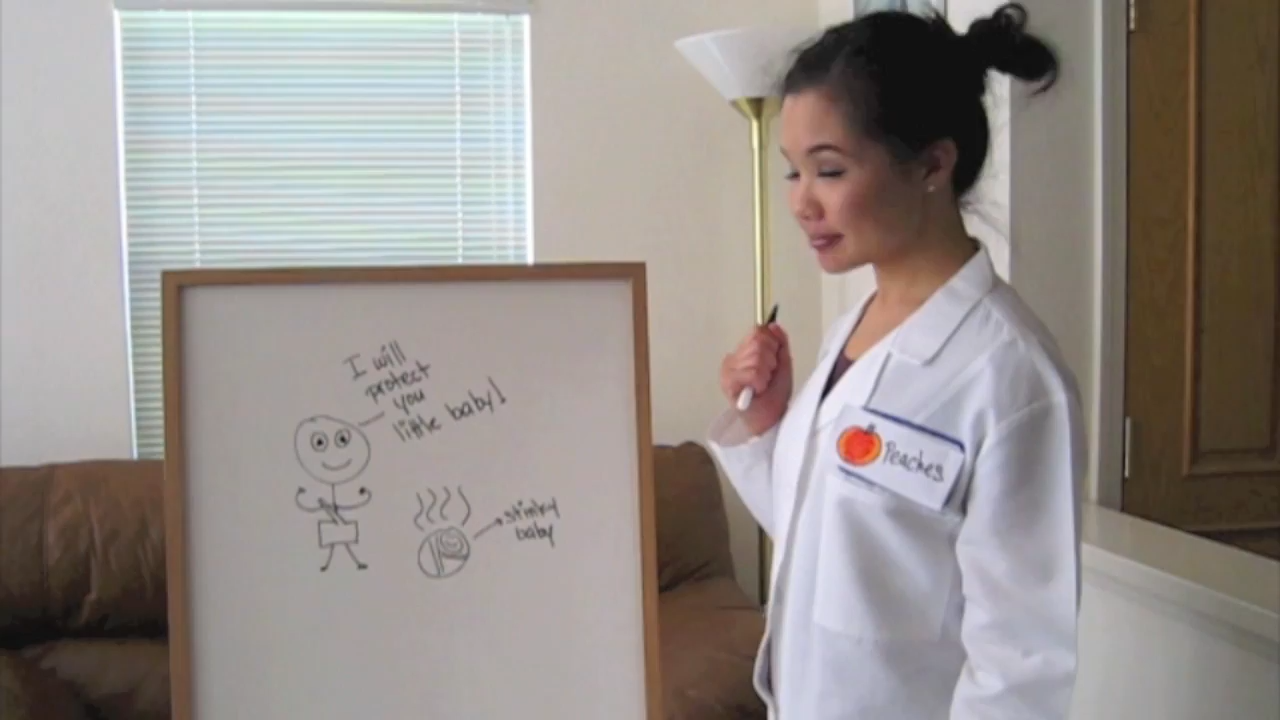 I will
protect
you
little baby!
stinky
baby
Peaches